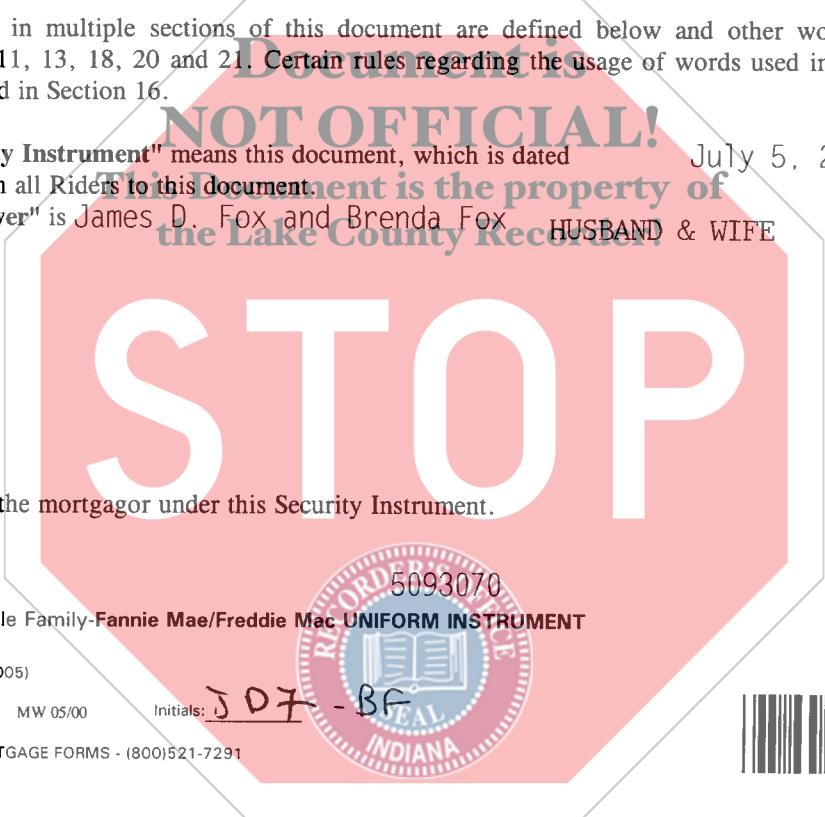 in multiple sections of this document are defined below and other wo
11, 13, 18, 20 and 21. Certain rules regarding the usage of words used in
d in Section 16.
Document is
NOT OFFICIAL!
This Document is the property of
the Lake County Recorder!
y Instrument" means this document, which is dated July 5, 2
n all Riders to this document.
ver" is James D. Fox and Brenda Fox HUSBAND & WIFE
STOP
the mortgagor under this Security Instrument.
5093070
le Family-Fannie Mae/Freddie Mac UNIFORM INSTRUMENT
005)
MW 05/00 Initials: JDF - BF
TGAGE FORMS - (800)521-7291
RECORDER'S OFFICE
SEAL
INDIANA